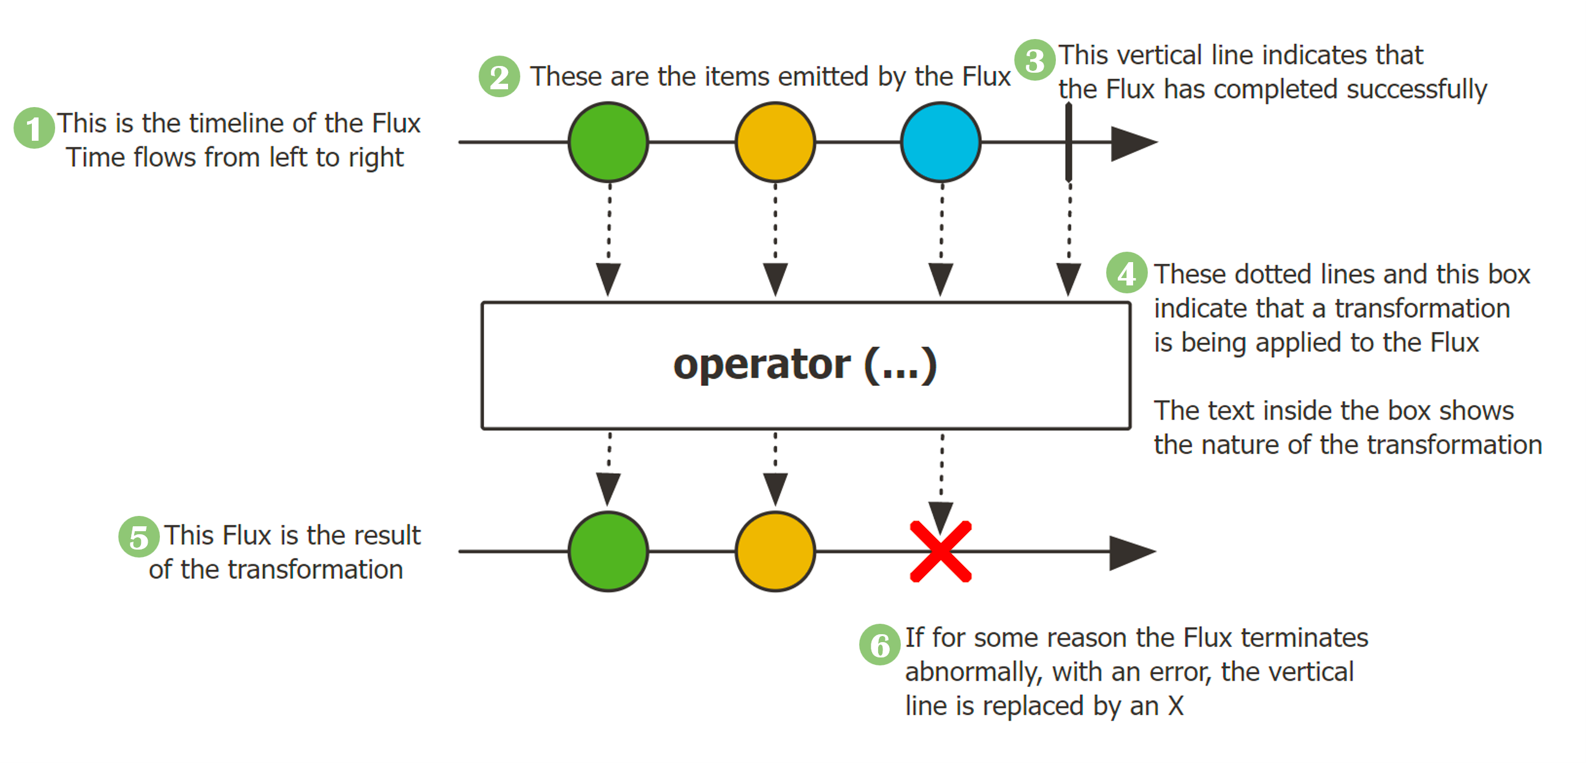 2 These are the items emitted by the Flux
3 This vertical line indicates that
the Flux has completed successfully
1 This is the timeline of the Flux
Time flows from left to right
4 These dotted lines and this box
indicate that a transformation
is being applied to the Flux
operator (...)
The text inside the box shows
the nature of the transformation
5 This Flux is the result
of the transformation
6 If for some reason the Flux terminates
abnormally, with an error, the vertical
line is replaced by an X